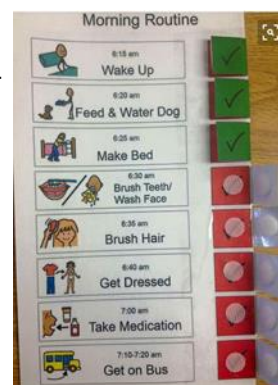 Morning Routine
6:15 am
Wake Up
6:20 am
Feed & Water Dog
6:25 am
Make Bed
6:30 am
Brush Teeth/
Wash Face
6:35 am
Brush Hair
6:40 am
Get Dressed
7:00 am
Take Medication
7:10-7:20 am
Get on Bus